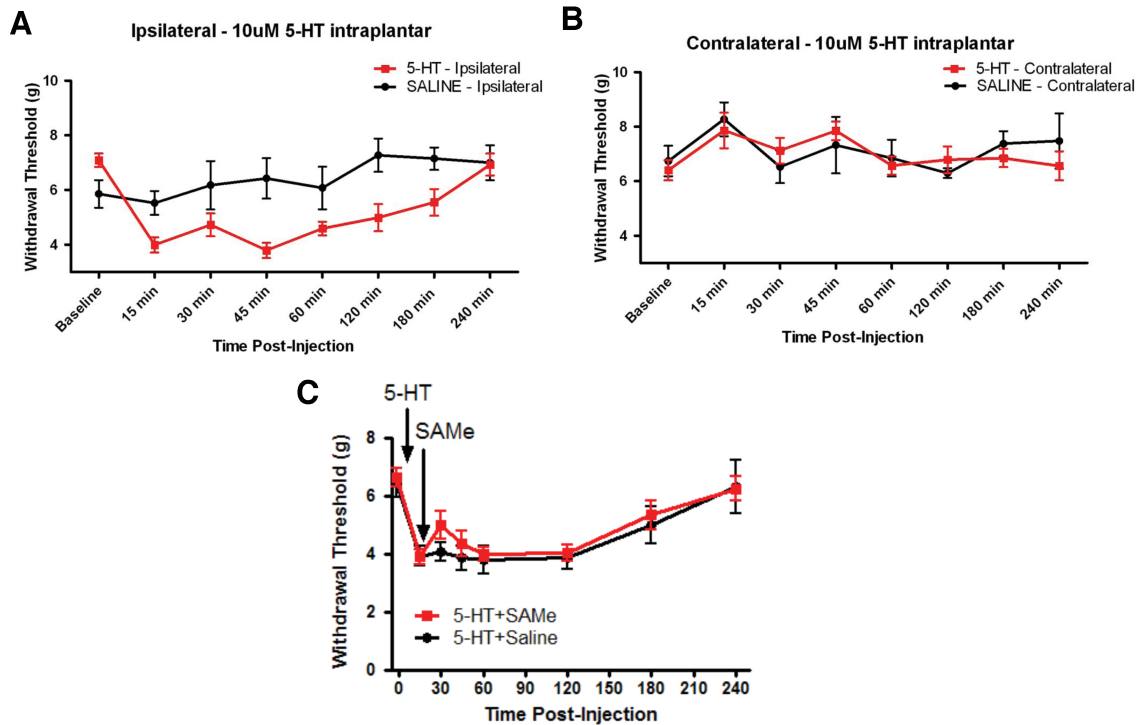 A
Ipsilateral - 10uM 5-HT intraplantar
5-HT - Ipsilateral
SALINE - Ipsilateral
Withdrawal Threshold (g)
10
8
6
4
Baseline
15 min
30 min
45 min
60 min
120 min
180 min
240 min
Time Post-Injection
B
Contralateral - 10uM 5-HT intraplantar
5-HT - Contralateral
SALINE - Contralateral
Withdrawal Threshold (g)
10
8
6
4
Baseline
15 min
30 min
45 min
60 min
120 min
180 min
240 min
Time Post-Injection
C
5-HT
SAMe
Withdrawal Threshold (g)
8
6
4
2
0
5-HT+SAMe
5-HT+Saline
0 30 60 90 120 150 180 210 240
Time Post-Injection